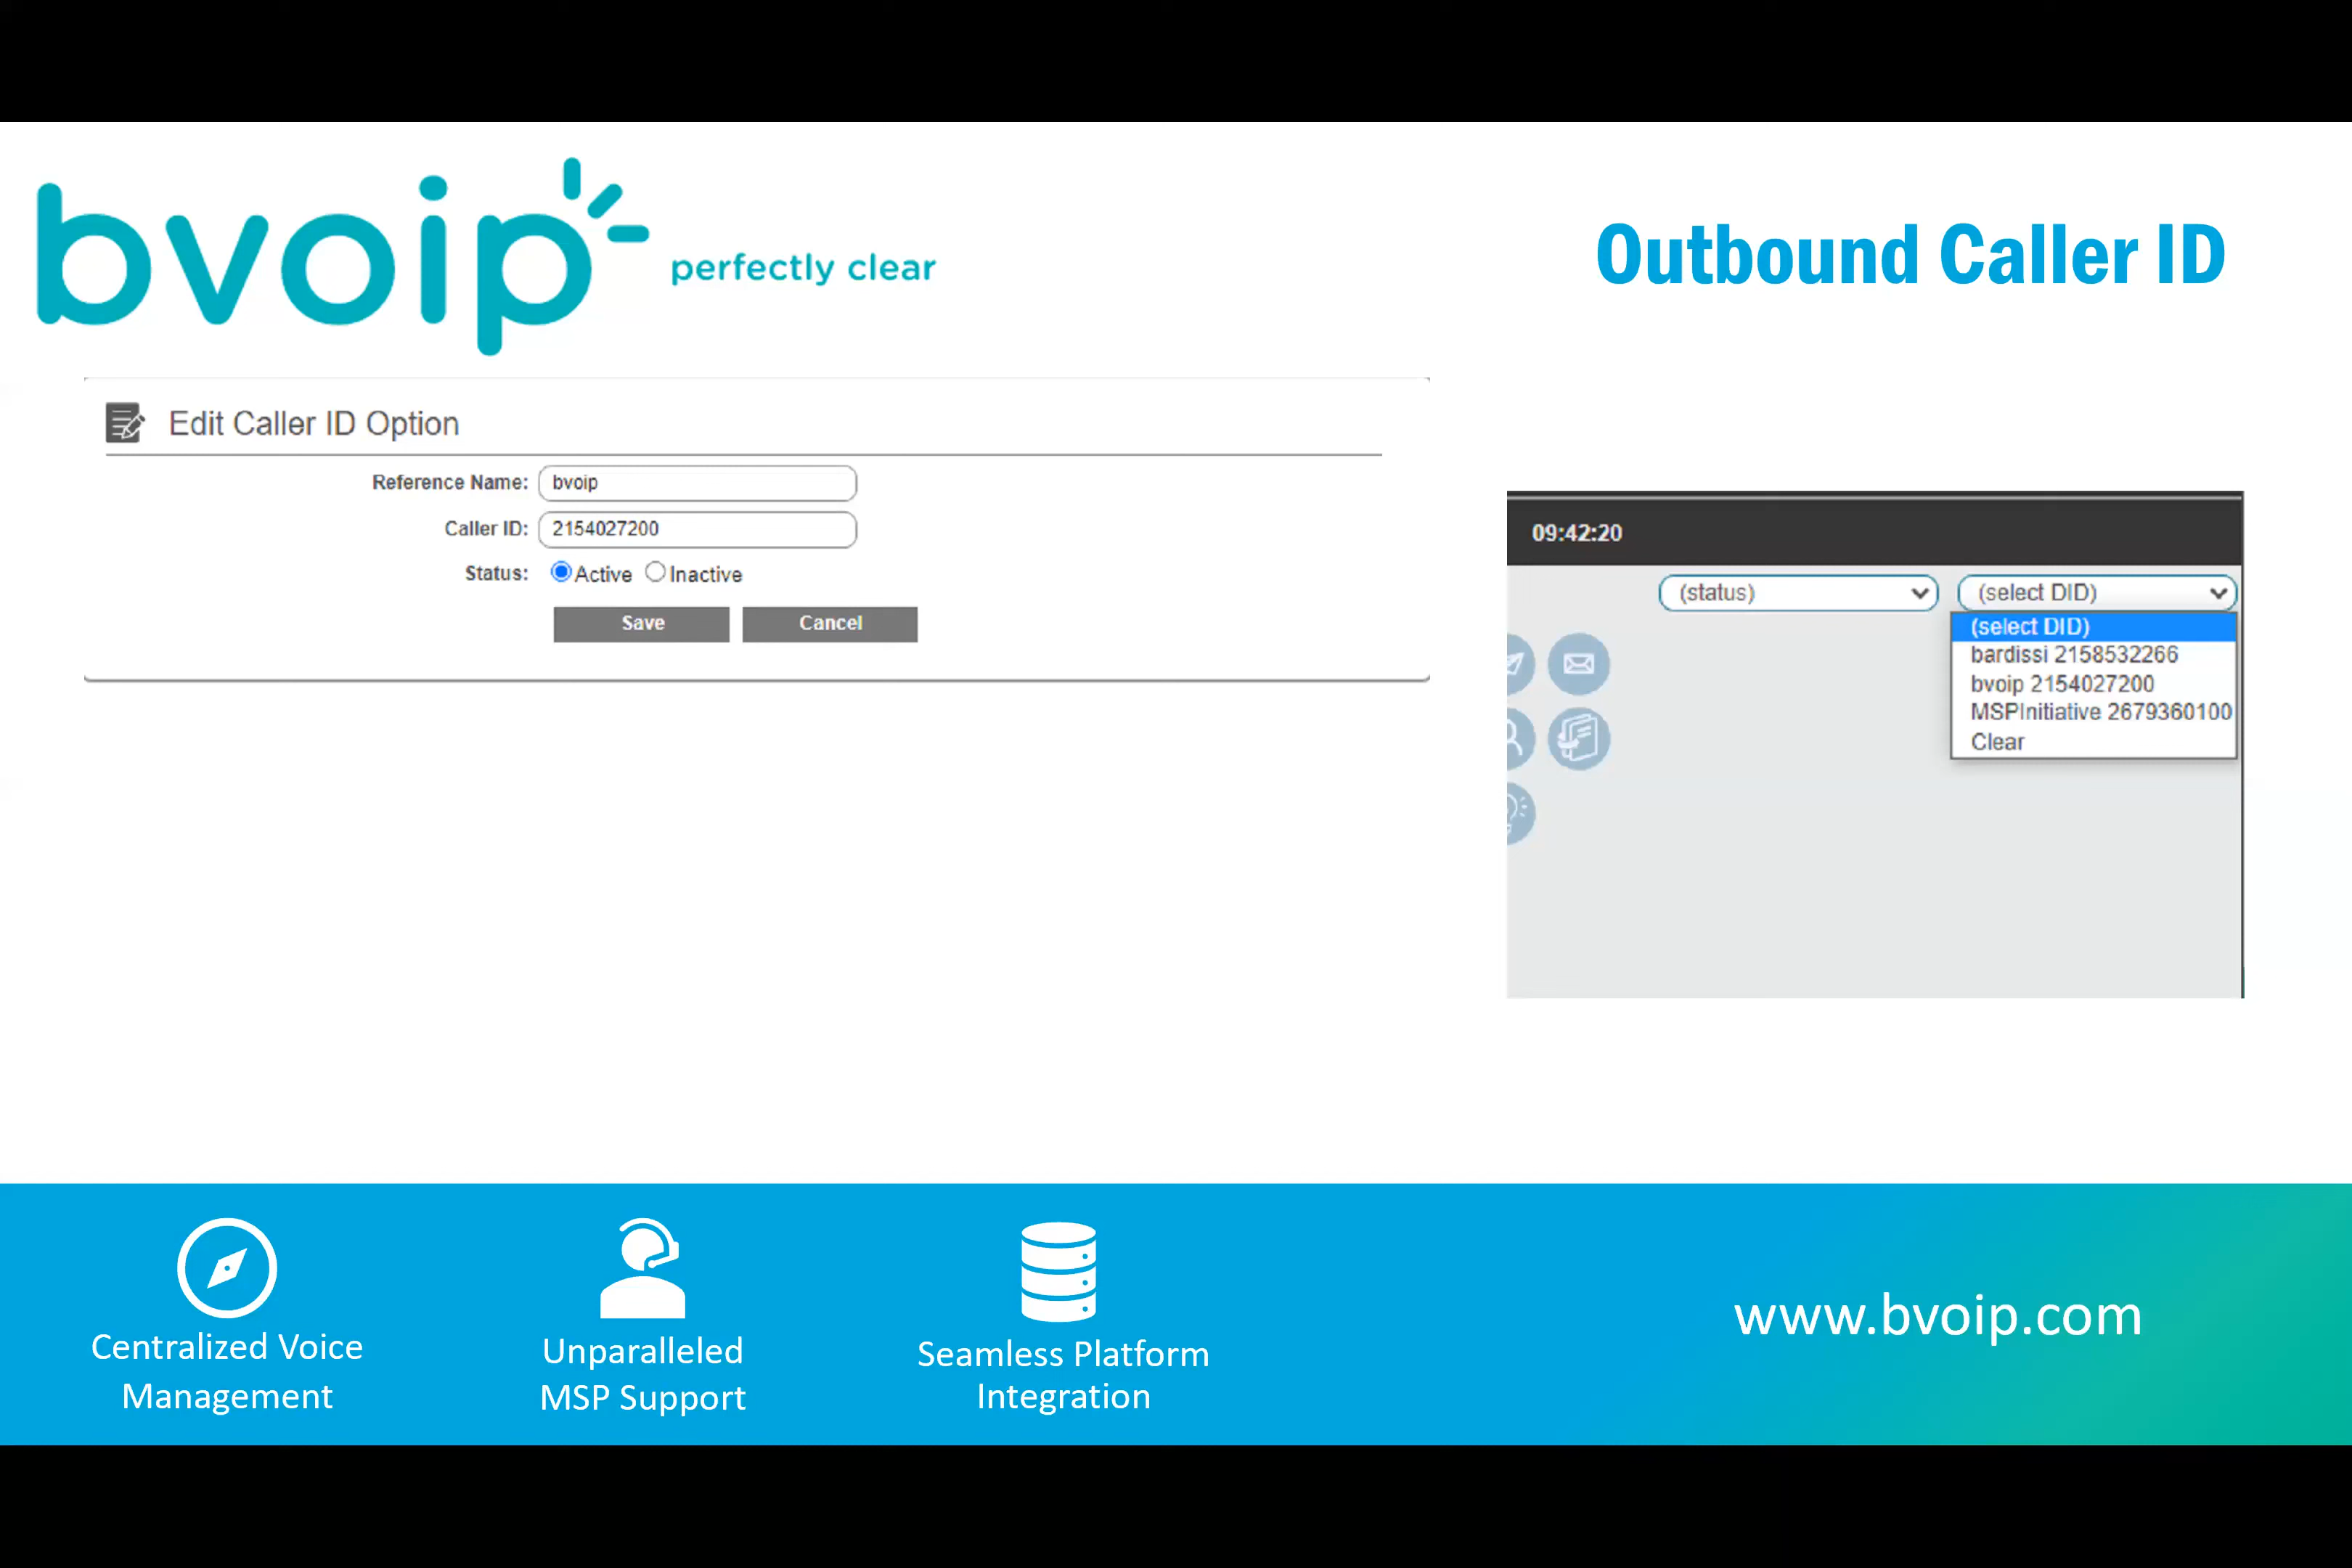 bvoip perfectly clear
Outbound Caller ID
Edit Caller ID Option
Reference Name: bvoip
Caller ID: 2154027200
Status: Active Inactive
Save Cancel
09:42:20
(status) (select DID)
(select DID)
bardissi 2158532266
bvoip 2154027200
MSPInitiative 2679360100
Clear
Centralized Voice
Management
Unparalleled
MSP Support
Seamless Platform
Integration
www.bvoip.com